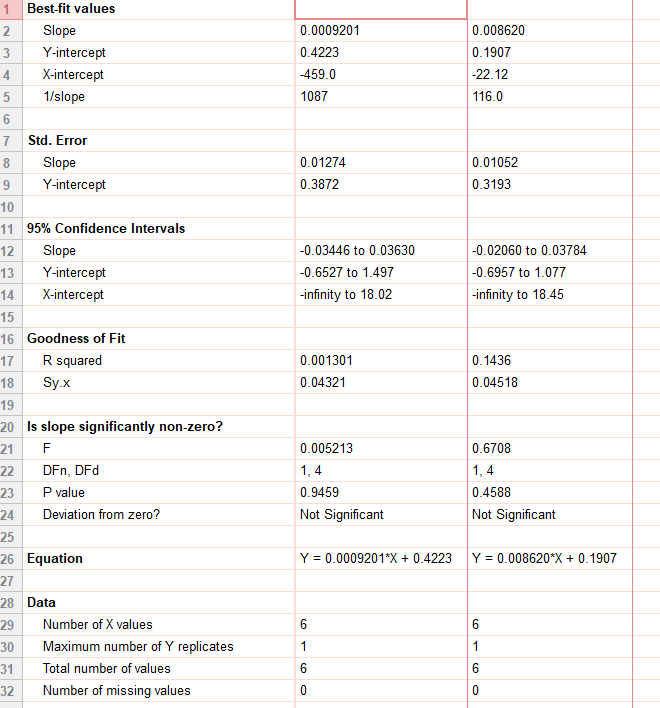 1 Best-fit values
2 Slope 0.0009201 0.008620
3 Y-intercept 0.4223 0.1907
4 X-intercept -459.0 -22.12
5 1/slope 1087 116.0
6
7 Std. Error
8 Slope 0.01274 0.01052
9 Y-intercept 0.3872 0.3193
10
11 95% Confidence Intervals
12 Slope -0.03446 to 0.03630 -0.02060 to 0.03784
13 Y-intercept -0.6527 to 1.497 -0.6957 to 1.077
14 X-intercept -infinity to 18.02 -infinity to 18.45
15
16 Goodness of Fit
17 R squared 0.001301 0.1436
18 Sy.x 0.04321 0.04518
19
20 Is slope significantly non-zero?
21 F 0.005213 0.6708
22 DFn, DFd 1, 4 1, 4
23 P value 0.9459 0.4588
24 Deviation from zero? Not Significant Not Significant
25
26 Equation Y = 0.0009201*X + 0.4223 Y = 0.008620*X + 0.1907
27
28 Data
29 Number of X values 6 6
30 Maximum number of Y replicates 1 1
31 Total number of values 6 6
32 Number of missing values 0 0